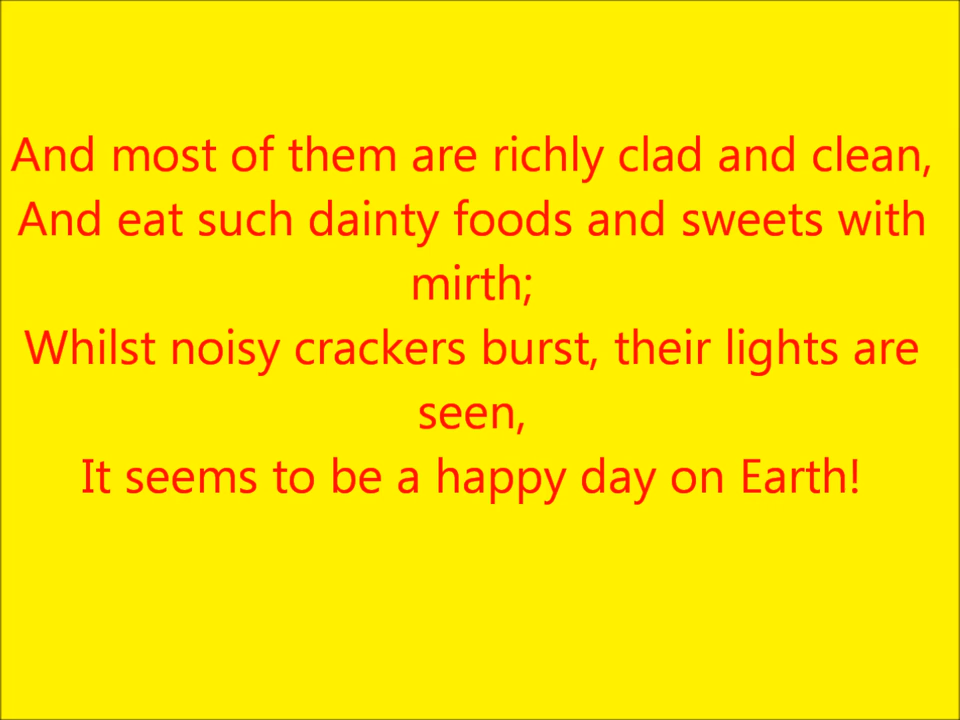 And most of them are richly clad and clean,
And eat such dainty foods and sweets with
mirth;
Whilst noisy crackers burst, their lights are
seen,
It seems to be a happy day on Earth!